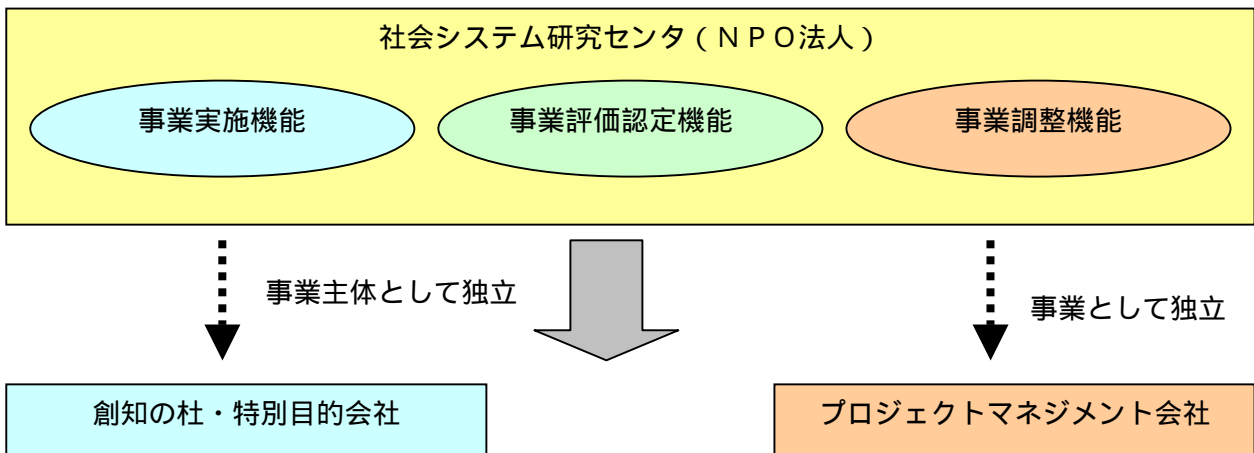 社会システム研究センタ(NPO法人)
事業実施機能
事業評価認定機能
事業調整機能
事業主体として独立
事業として独立
創知の杜・特別目的会社
プロジェクトマネジメント会社